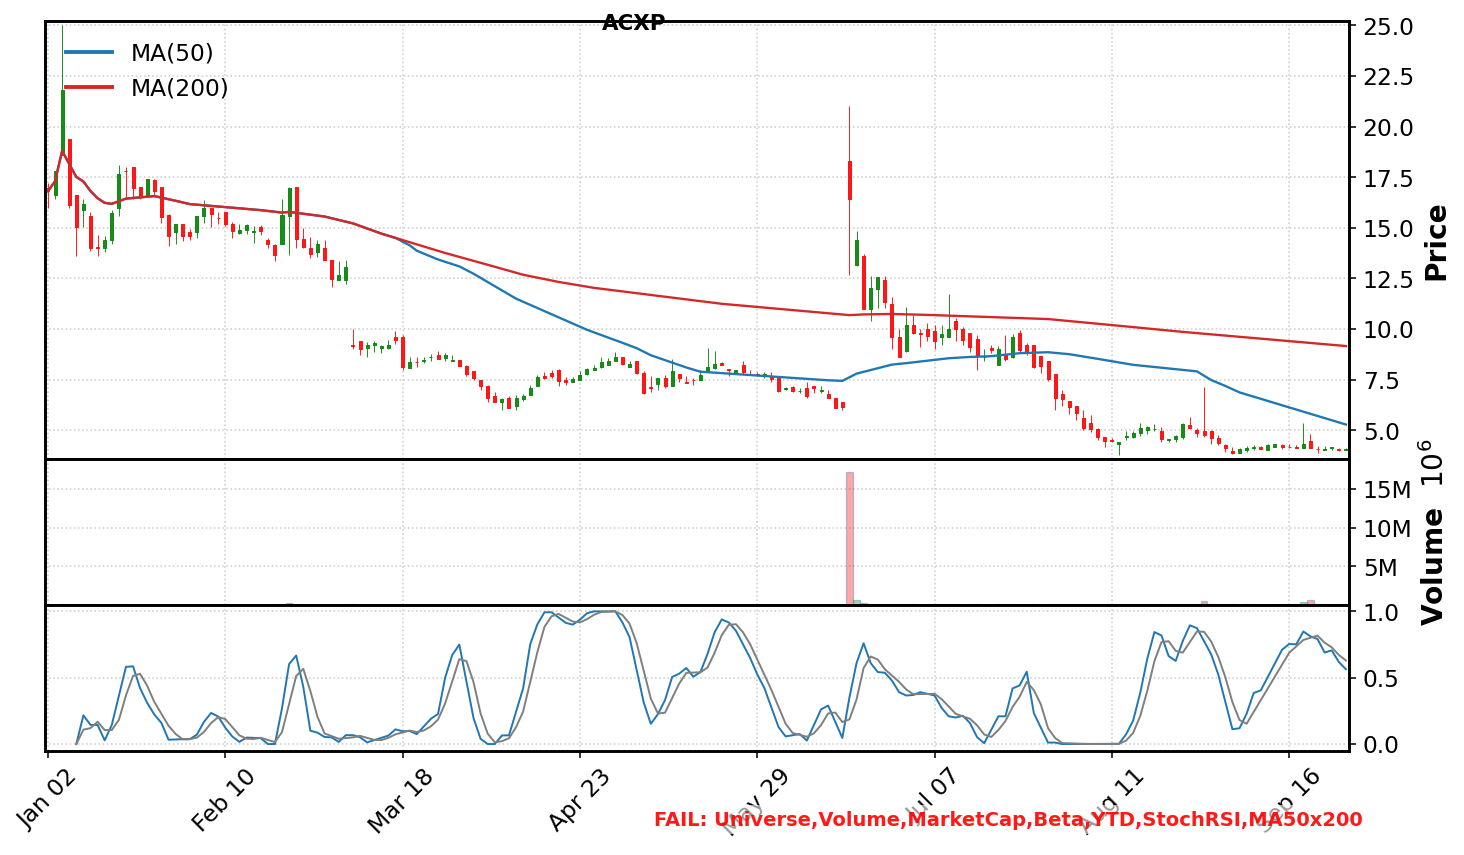 ACXP
MA(50)
MA(200)
25.0
22.5
20.0
17.5
15.0
12.5
10.0
7.5
5.0
Price
15M
10M
5M
Volume 10⁶
1.0
0.5
0.0
Jan 02
Feb 10
Mar 18
Apr 23
May 29
Jul 07
Aug 11
Sep 16
FAIL: Universe,Volume,MarketCap,Beta,YTD,StochRSI,MA50x200